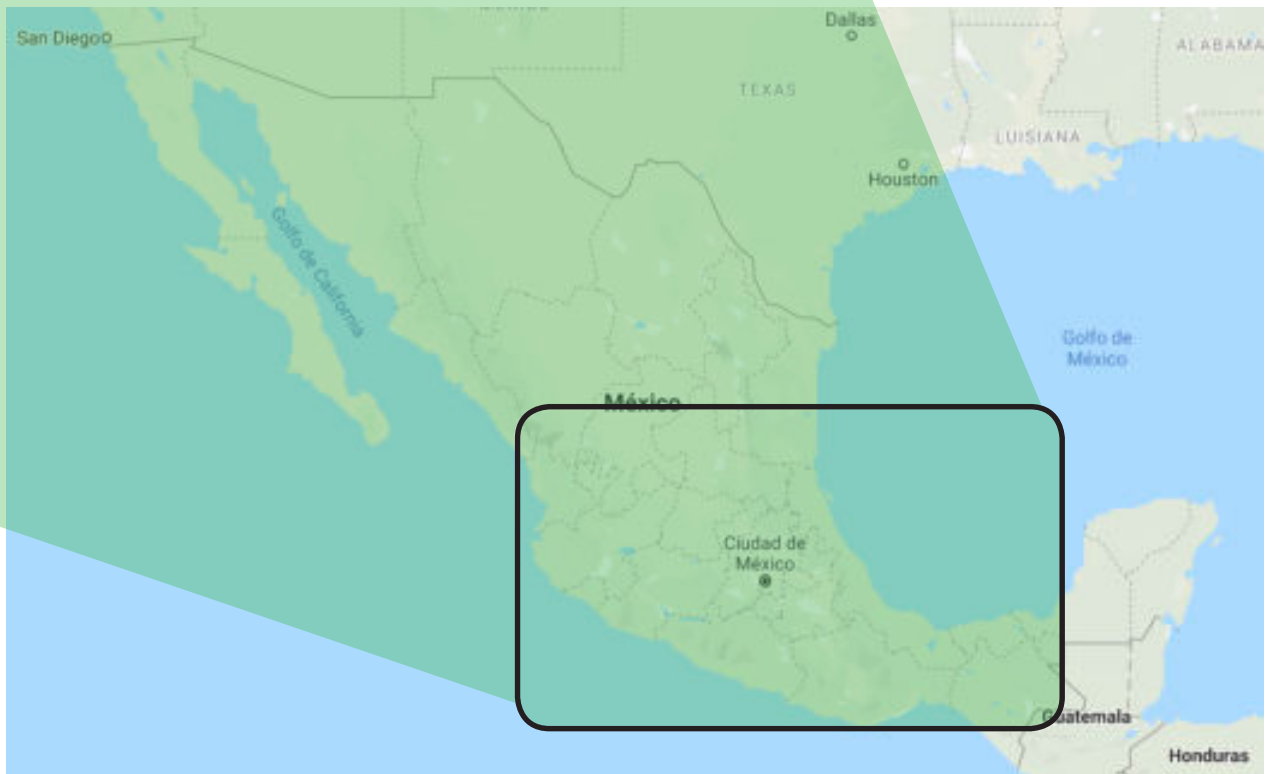 San Diego
Dallas
ALABAMA
TEXAS
LUISIANA
Houston
Golfo de California
Golfo de
México
México
Ciudad de
México
Guatemala
Honduras